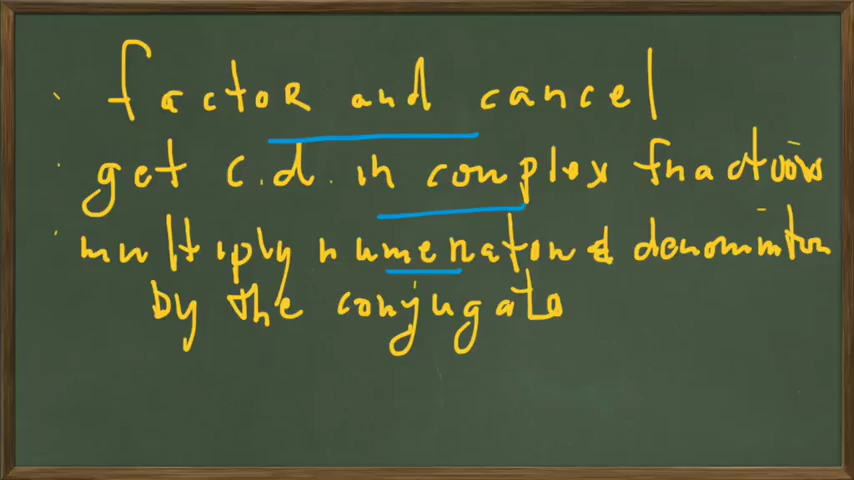 · factor and cancel
· get c.d. in complex fractions
· multiply numerator & denominator
by the conjugate